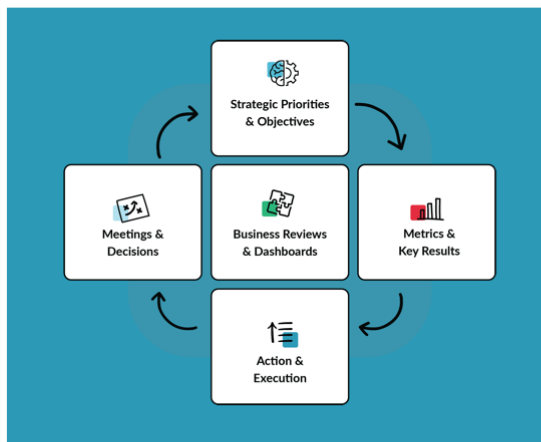 Strategic Priorities
& Objectives
Meetings &
Decisions
Business Reviews
& Dashboards
Metrics &
Key Results
Action &
Execution